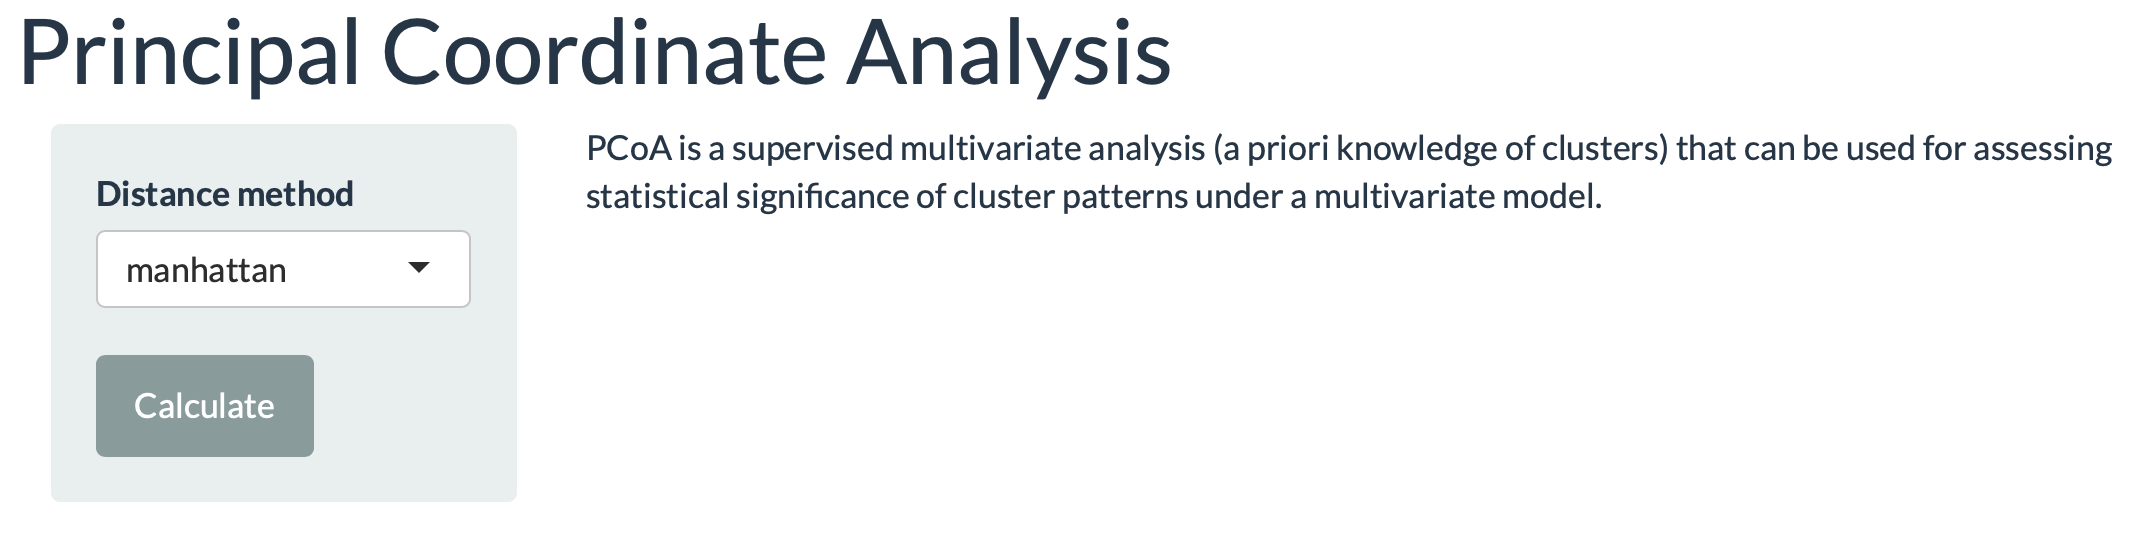 Principal Coordinate Analysis
Distance method
manhattan
Calculate
PCoA is a supervised multivariate analysis (a priori knowledge of clusters) that can be used for assessing
statistical significance of cluster patterns under a multivariate model.